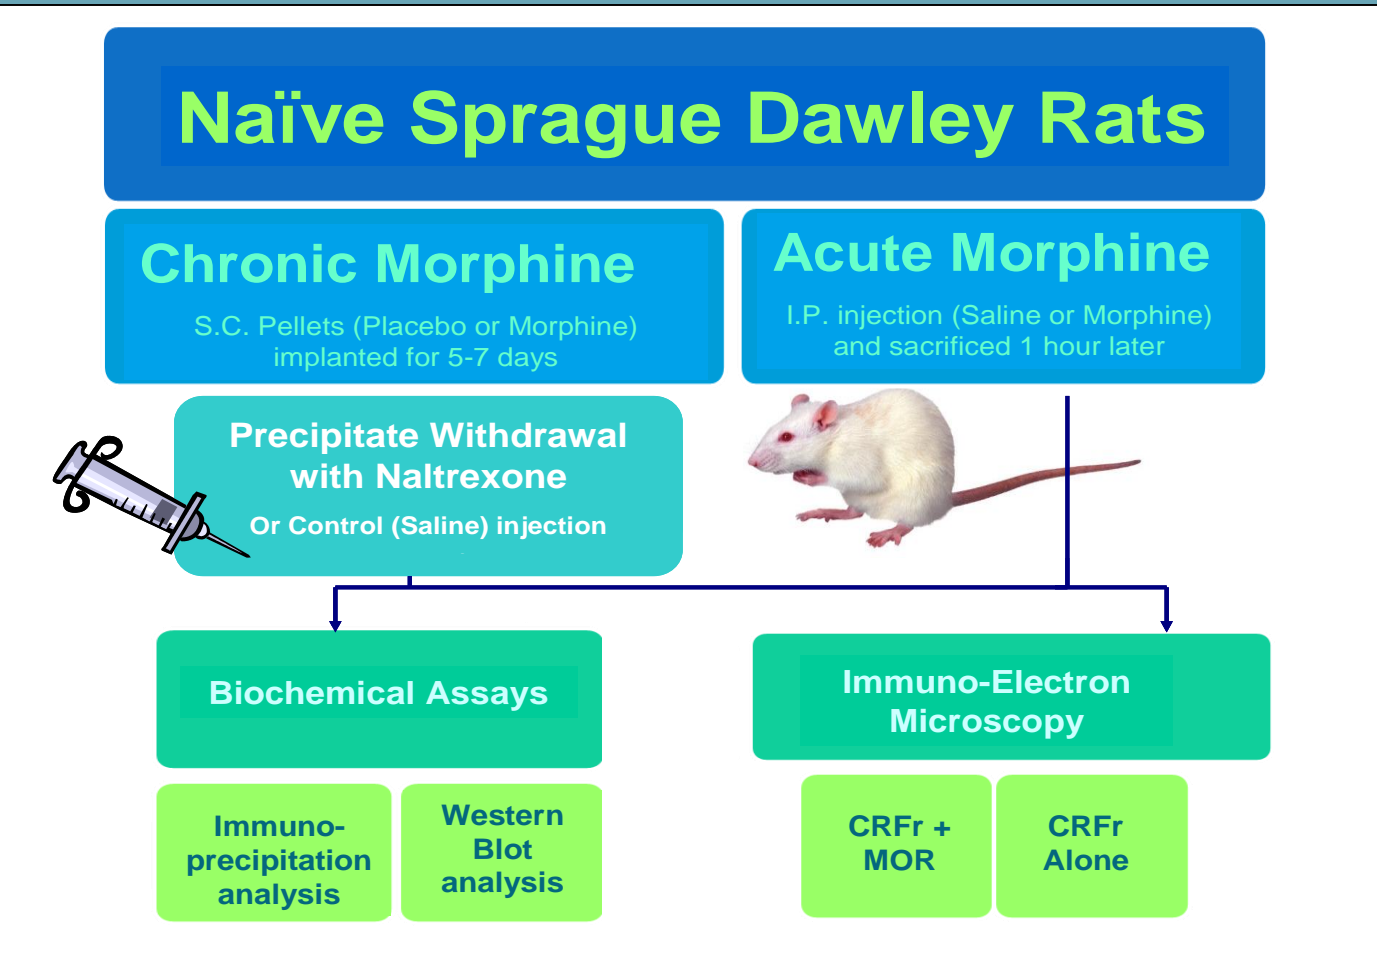 Naïve Sprague Dawley Rats
Chronic Morphine
S.C. Pellets (Placebo or Morphine)
implanted for 5-7 days
Acute Morphine
I.P. injection (Saline or Morphine)
and sacrificed 1 hour later
Precipitate Withdrawal
with Naltrexone
Or Control (Saline) injection
Biochemical Assays
Immuno-Electron
Microscopy
Immuno-
precipitation
analysis
Western
Blot
analysis
CRFr +
MOR
CRFr
Alone